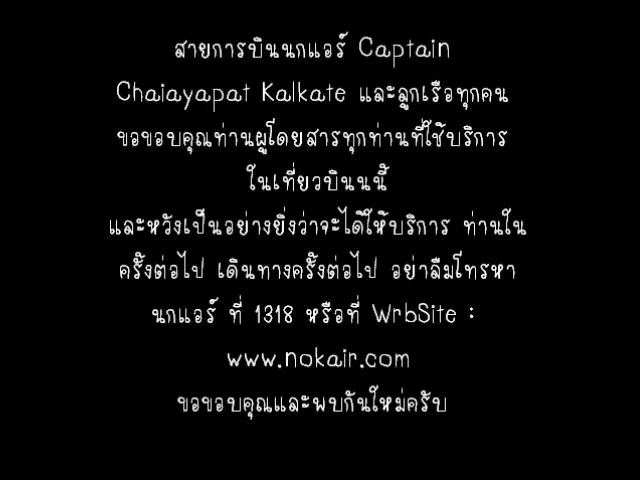 สายการบินนกแอร์ Captain
Chaiayapat Kalkate และลูกเรือทุกคน
ขอขอบคุณท่านผู้โดยสารทุกท่านที่ใช้บริการ
ในเที่ยวบินนนี้
และหวังเป็นอย่างยิ่งว่าจะได้ให้บริการ ท่านใน
ครั้งต่อไป เดินทางครั้งต่อไป อย่าลืมโทรหา
นกแอร์ ที่ 1318 หรือที่ WrbSite :
www.nokair.com
ขอขอบคุณและพบกันใหม่ครับ